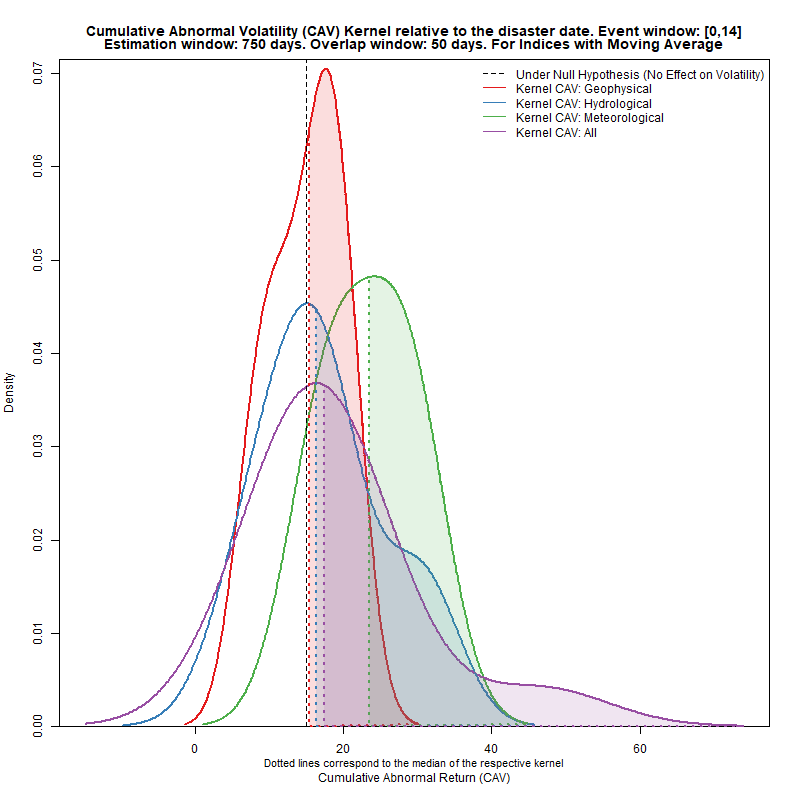 Cumulative Abnormal Volatility (CAV) Kernel relative to the disaster date. Event window: [0,14]
Estimation window: 750 days. Overlap window: 50 days. For Indices with Moving Average
Under Null Hypothesis (No Effect on Volatility)
Kernel CAV: Geophysical
Kernel CAV: Hydrological
Kernel CAV: Meteorological
Kernel CAV: All
Density
0.07
0.06
0.05
0.04
0.03
0.02
0.01
0.00
0 20 40 60
Dotted lines correspond to the median of the respective kernel
Cumulative Abnormal Return (CAV)